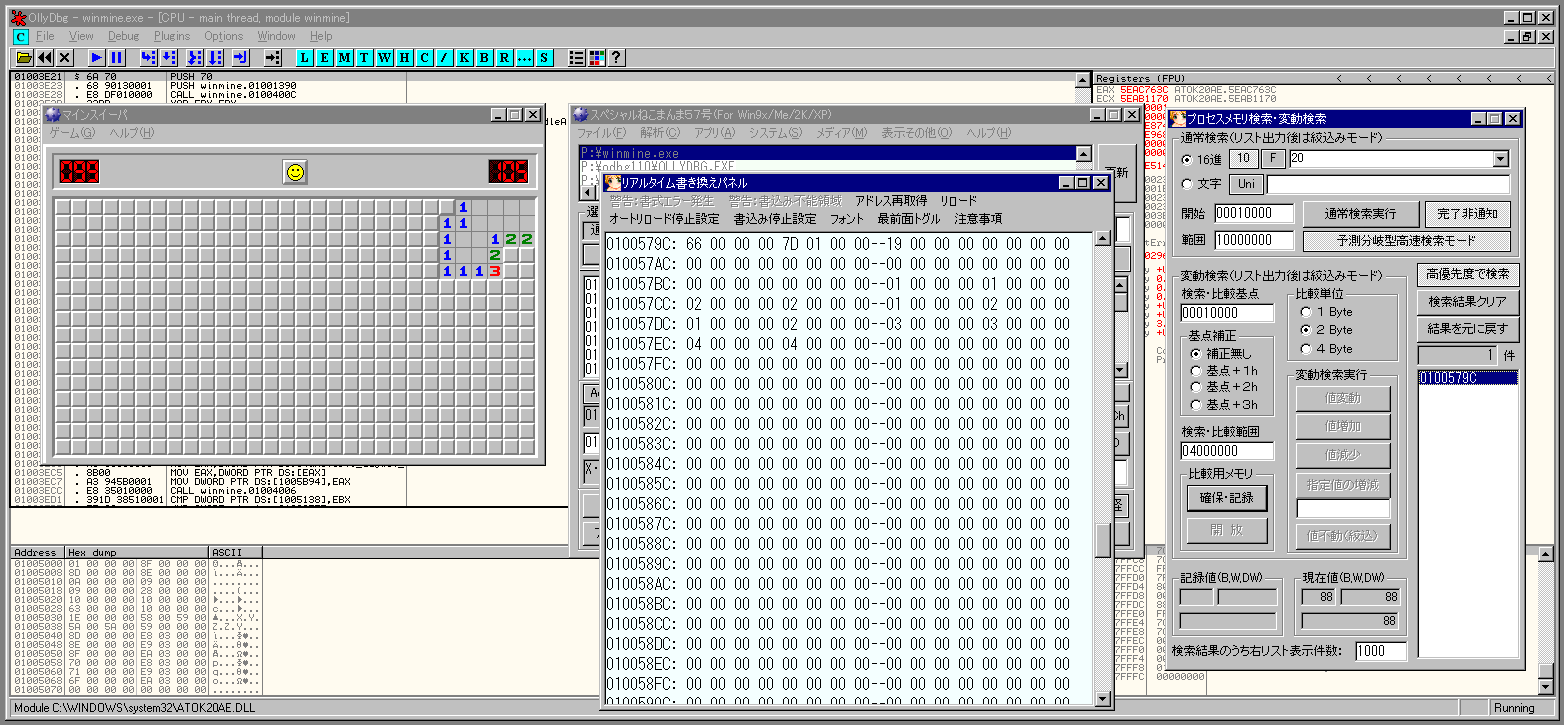 OllyDbg - winmine.exe - [CPU - main thread, module winmine]
C File View Debug Plugins Options Window Help
L E M T W H C / K B R ... S ?
01003E21 $ 6A 70 PUSH 70
01003E23 . 68 90130001 PUSH winmine.01001390
01003E28 . E8 DF010000 CALL winmine.0100400C
Registers (FPU)
EAX 5EAC763C ATOK20AE.5EAC763C
ECX 5EAB1170 ATOK20AE.5EAB1170
マインスイーパ
ゲーム(G) ヘルプ(H)
099
105
1
1 1
1 1 2 2
1 2
1 1 1 3
01003EC5 . 8B00 MOV EAX,DWORD PTR DS:[EAX]
01003EC7 . A3 945B0001 MOV DWORD PTR DS:[1005B94],EAX
01003ECC . E8 35010000 CALL winmine.01004006
01003ED1 . 391D 38510001 CMP DWORD PTR DS:[1005138],EBX
スペシャルねこまんま57号(For Win9x/Me/2K/XP)
ファイル(F) 解析(C) アプリ(A) システム(S) メディア(M) 表示その他(O) ヘルプ(H)
P:\winmine.exe
P:\odbg110\OLLYDBG.EXE
更新
リアルタイム書き換えパネル
警告:書式エラー発生 警告:書込み不能領域 アドレス再取得 リロード
オートリロード停止設定 書込み停止設定 フォント 最前面トグル 注意事項
0100579C: 66 00 00 00 7D 01 00 00--19 00 00 00 00 00 00 00
010057AC: 00 00 00 00 00 00 00 00--00 00 00 00 00 00 00 00
010057BC: 00 00 00 00 00 00 00 00--01 00 00 00 01 00 00 00
010057CC: 02 00 00 00 02 00 00 00--01 00 00 00 02 00 00 00
010057DC: 01 00 00 00 02 00 00 00--03 00 00 00 03 00 00 00
010057EC: 04 00 00 00 04 00 00 00--00 00 00 00 00 00 00 00
010057FC: 00 00 00 00 00 00 00 00--00 00 00 00 00 00 00 00
0100580C: 00 00 00 00 00 00 00 00--00 00 00 00 00 00 00 00
0100581C: 00 00 00 00 00 00 00 00--00 00 00 00 00 00 00 00
0100582C: 00 00 00 00 00 00 00 00--00 00 00 00 00 00 00 00
0100583C: 00 00 00 00 00 00 00 00--00 00 00 00 00 00 00 00
0100584C: 00 00 00 00 00 00 00 00--00 00 00 00 00 00 00 00
0100585C: 00 00 00 00 00 00 00 00--00 00 00 00 00 00 00 00
0100586C: 00 00 00 00 00 00 00 00--00 00 00 00 00 00 00 00
0100587C: 00 00 00 00 00 00 00 00--00 00 00 00 00 00 00 00
0100588C: 00 00 00 00 00 00 00 00--00 00 00 00 00 00 00 00
0100589C: 00 00 00 00 00 00 00 00--00 00 00 00 00 00 00 00
010058AC: 00 00 00 00 00 00 00 00--00 00 00 00 00 00 00 00
010058BC: 00 00 00 00 00 00 00 00--00 00 00 00 00 00 00 00
010058CC: 00 00 00 00 00 00 00 00--00 00 00 00 00 00 00 00
010058DC: 00 00 00 00 00 00 00 00--00 00 00 00 00 00 00 00
010058EC: 00 00 00 00 00 00 00 00--00 00 00 00 00 00 00 00
010058FC: 00 00 00 00 00 00 00 00--00 00 00 00 00 00 00 00
プロセスメモリ検索・変動検索
通常検索(リスト出力後は絞込みモード)
16進 10 F 20
文字 Uni
開始 00010000 通常検索実行 完了非通知
範囲 10000000 予測分岐型高速検索モード
変動検索(リスト出力後は絞込みモード)
高優先度で検索
検索・比較基点
00010000
比較単位
1 Byte
2 Byte
4 Byte
検索結果クリア
結果を元に戻す
1 件
0100579C
基点補正
補正無し
基点+1h
基点+2h
基点+3h
変動検索実行
値変動
値増加
値減少
指定値の増減
値不動(絞込)
検索・比較範囲
04000000
比較用メモリ
確保・記録
開 放
記録値(B,W,DW)
現在値(B,W,DW)
88 88
88
検索結果のうち右リスト表示件数: 1000
Address Hex dump ASCII
01005000 01 00 00 00 8F 00 00 00
01005008 8D 00 00 00 8E 00 00 00
01005010 0A 00 00 00 09 00 00 00
01005018 09 00 00 00 28 00 00 00
01005020 10 00 00 00 10 00 00 00
01005028 63 00 00 00 10 00 00 00
01005030 1E 00 00 00 58 00 59 00
01005038 5A 00 5A 00 59 00 00 00
01005040 8D 00 00 00 E8 03 00 00
01005048 8E 00 00 00 E9 03 00 00
01005050 8F 00 00 00 EA 03 00 00
01005058 70 00 00 00 E8 03 00 00
01005060 71 00 00 00 E9 03 00 00
01005068 6F 00 00 00 EA 03 00 00
01005070 00 00 00 00 00 00 00 00
Module C:\WINDOWS\system32\ATOK20AE.DLL
Running